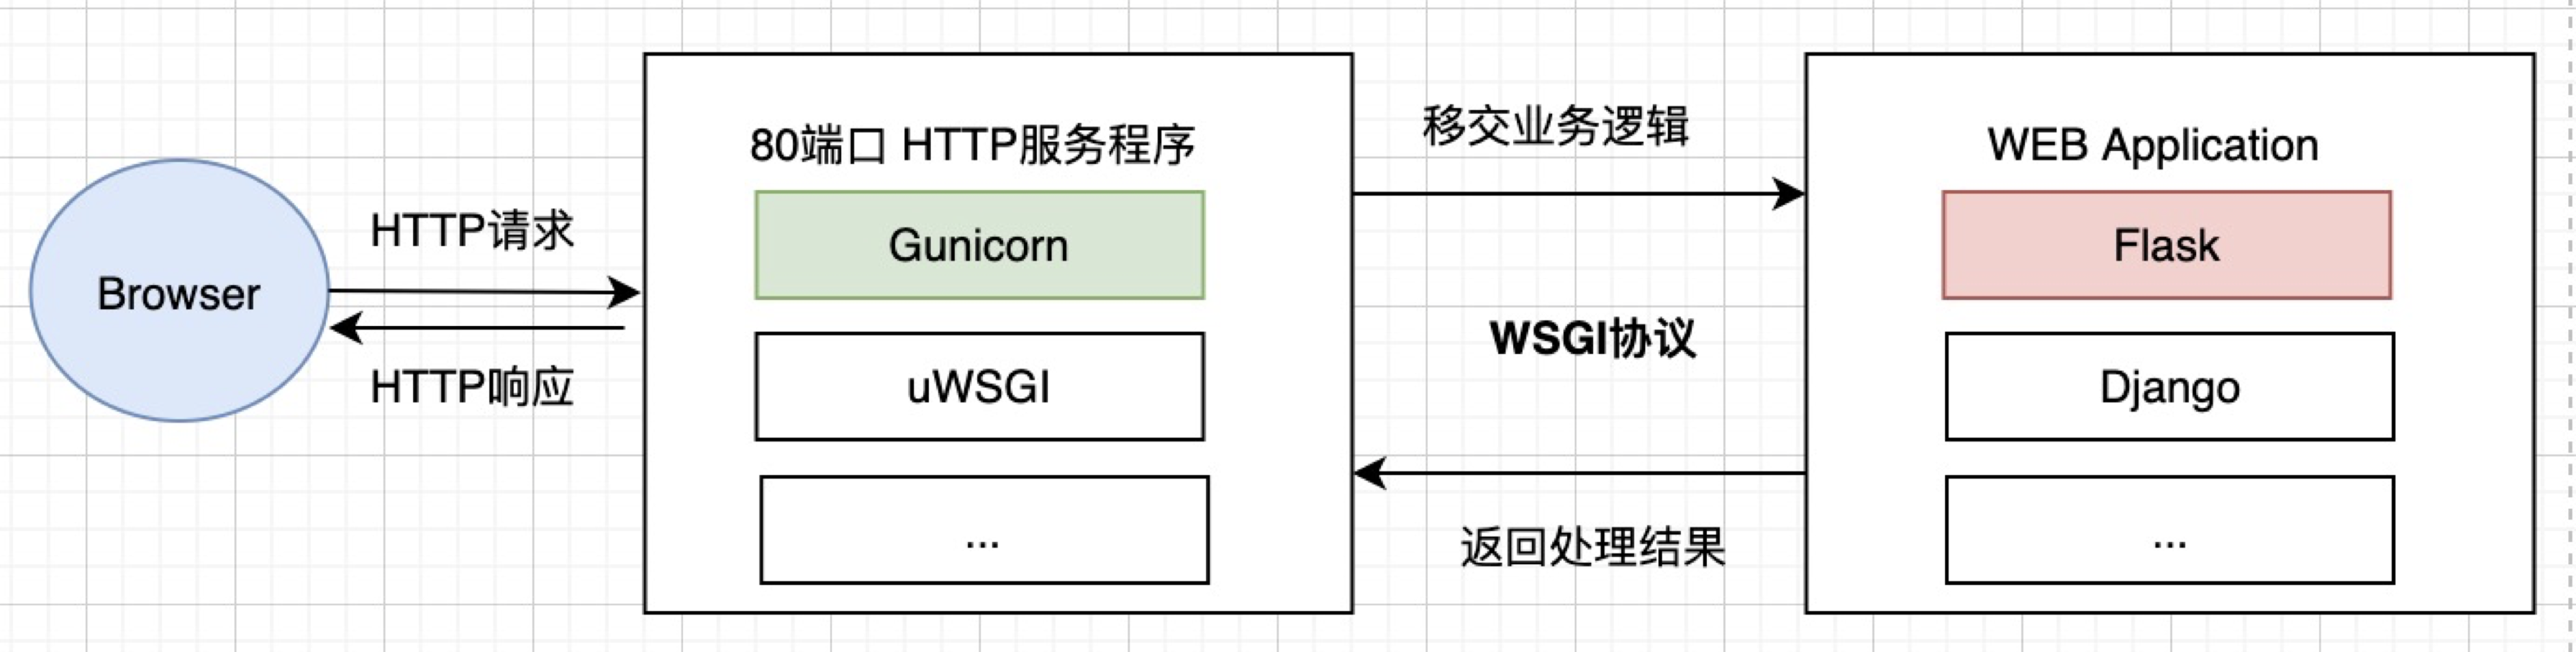 Browser
HTTP请求
HTTP响应
80端口 HTTP服务程序
Gunicorn
uWSGI
...
移交业务逻辑
WSGI协议
返回处理结果
WEB Application
Flask
Django
...